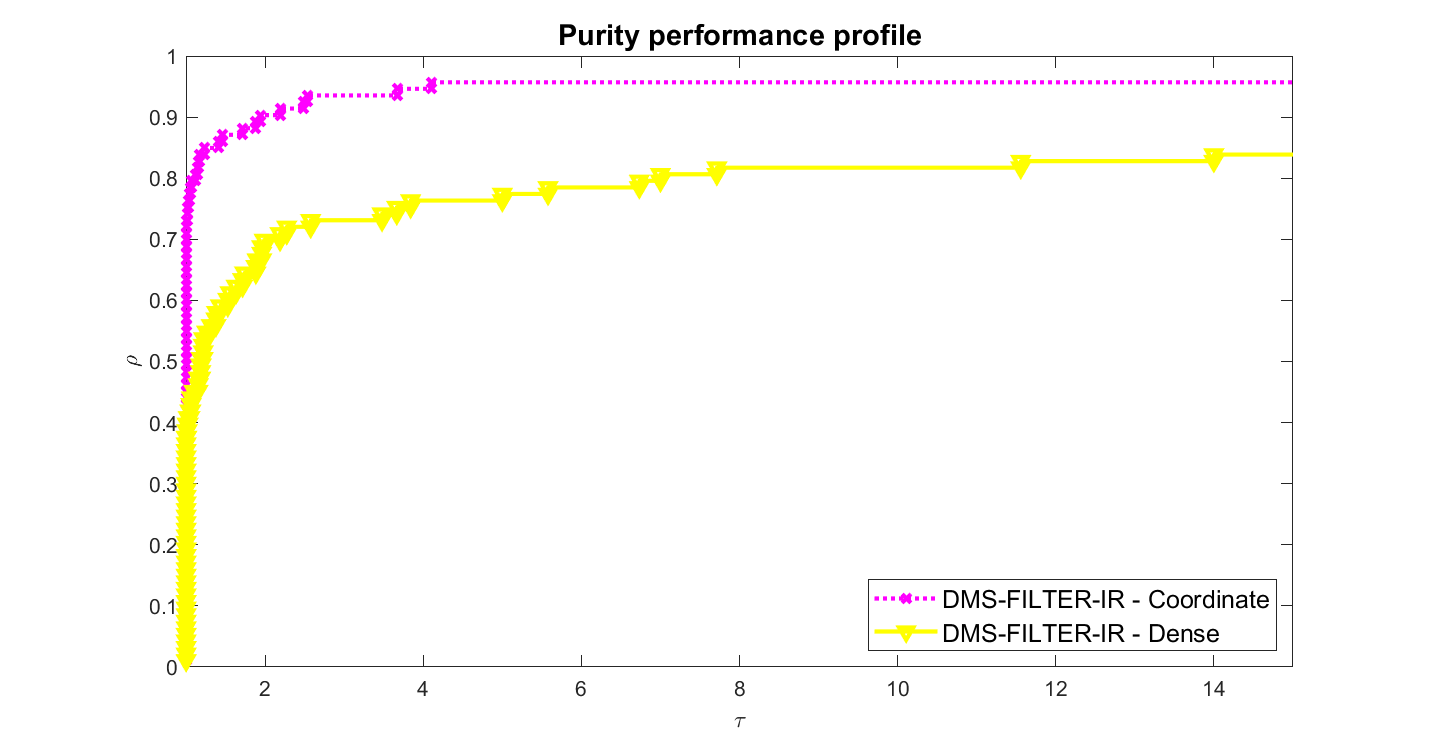 Purity performance profile
1
0.9
0.8
0.7
0.6
0.5
0.4
0.3
0.2
0.1
0
ρ
2 4 6 8 10 12 14
τ
DMS-FILTER-IR - Coordinate
DMS-FILTER-IR - Dense